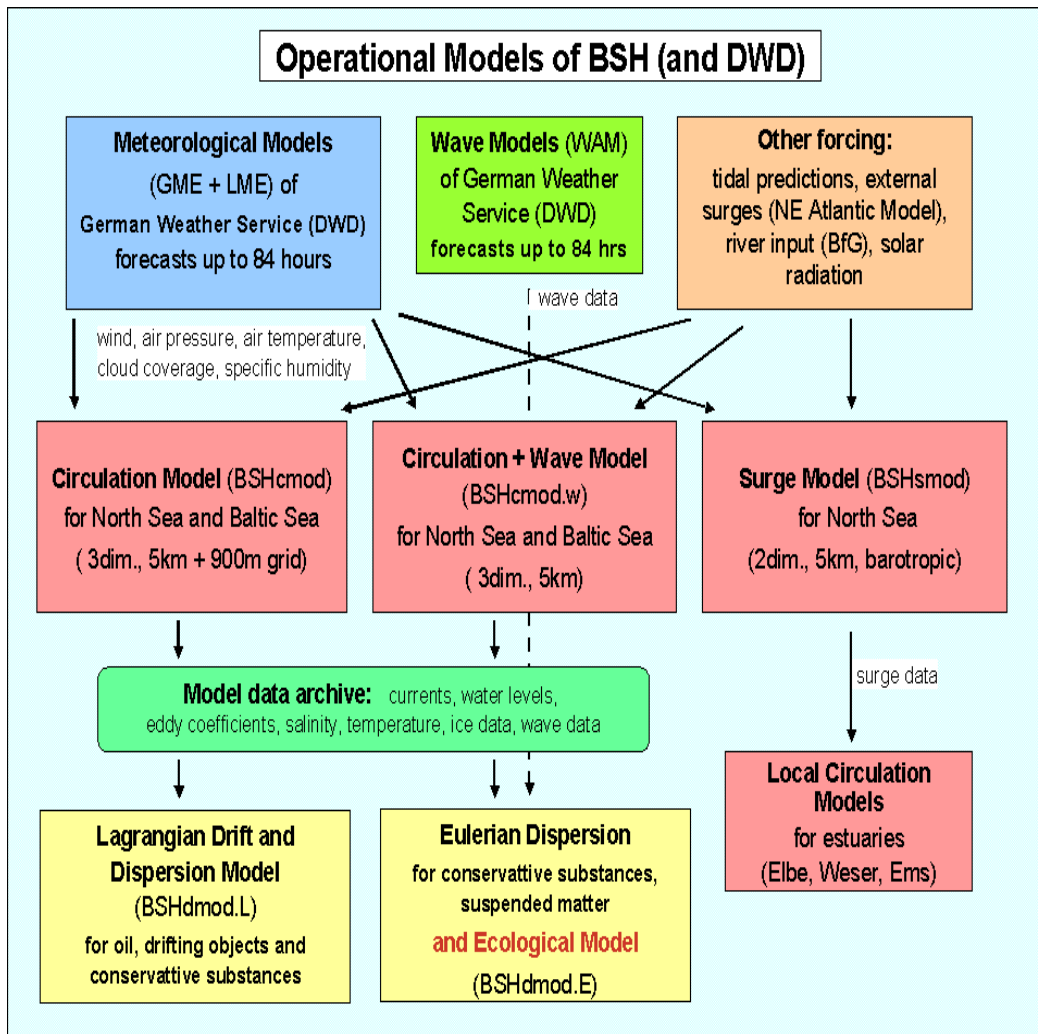 Operational Models of BSH (and DWD)
Meteorological Models
(GME + LME) of
German Weather Service (DWD)
forecasts up to 84 hours
Wave Models (WAM)
of German Weather
Service (DWD)
forecasts up to 84 hrs
Other forcing:
tidal predictions, external
surges (NE Atlantic Model),
river input (BfG), solar
radiation
wave data
wind, air pressure, air temperature,
cloud coverage, specific humidity
Circulation Model (BSHcmod)
for North Sea and Baltic Sea
( 3dim., 5km + 900m grid)
Circulation + Wave Model
(BSHcmod.w)
for North Sea and Baltic Sea
( 3dim., 5km)
Surge Model (BSHsmod)
for North Sea
(2dim., 5km, barotropic)
surge data
Model data archive: currents, water levels,
eddy coefficients, salinity, temperature, ice data, wave data
Lagrangian Drift and
Dispersion Model
(BSHdmod.L)
for oil, drifting objects and
conservattive substances
Eulerian Dispersion
for conservattive substances,
suspended matter
and Ecological Model
(BSHdmod.E)
Local Circulation
Models
for estuaries
(Elbe, Weser, Ems)